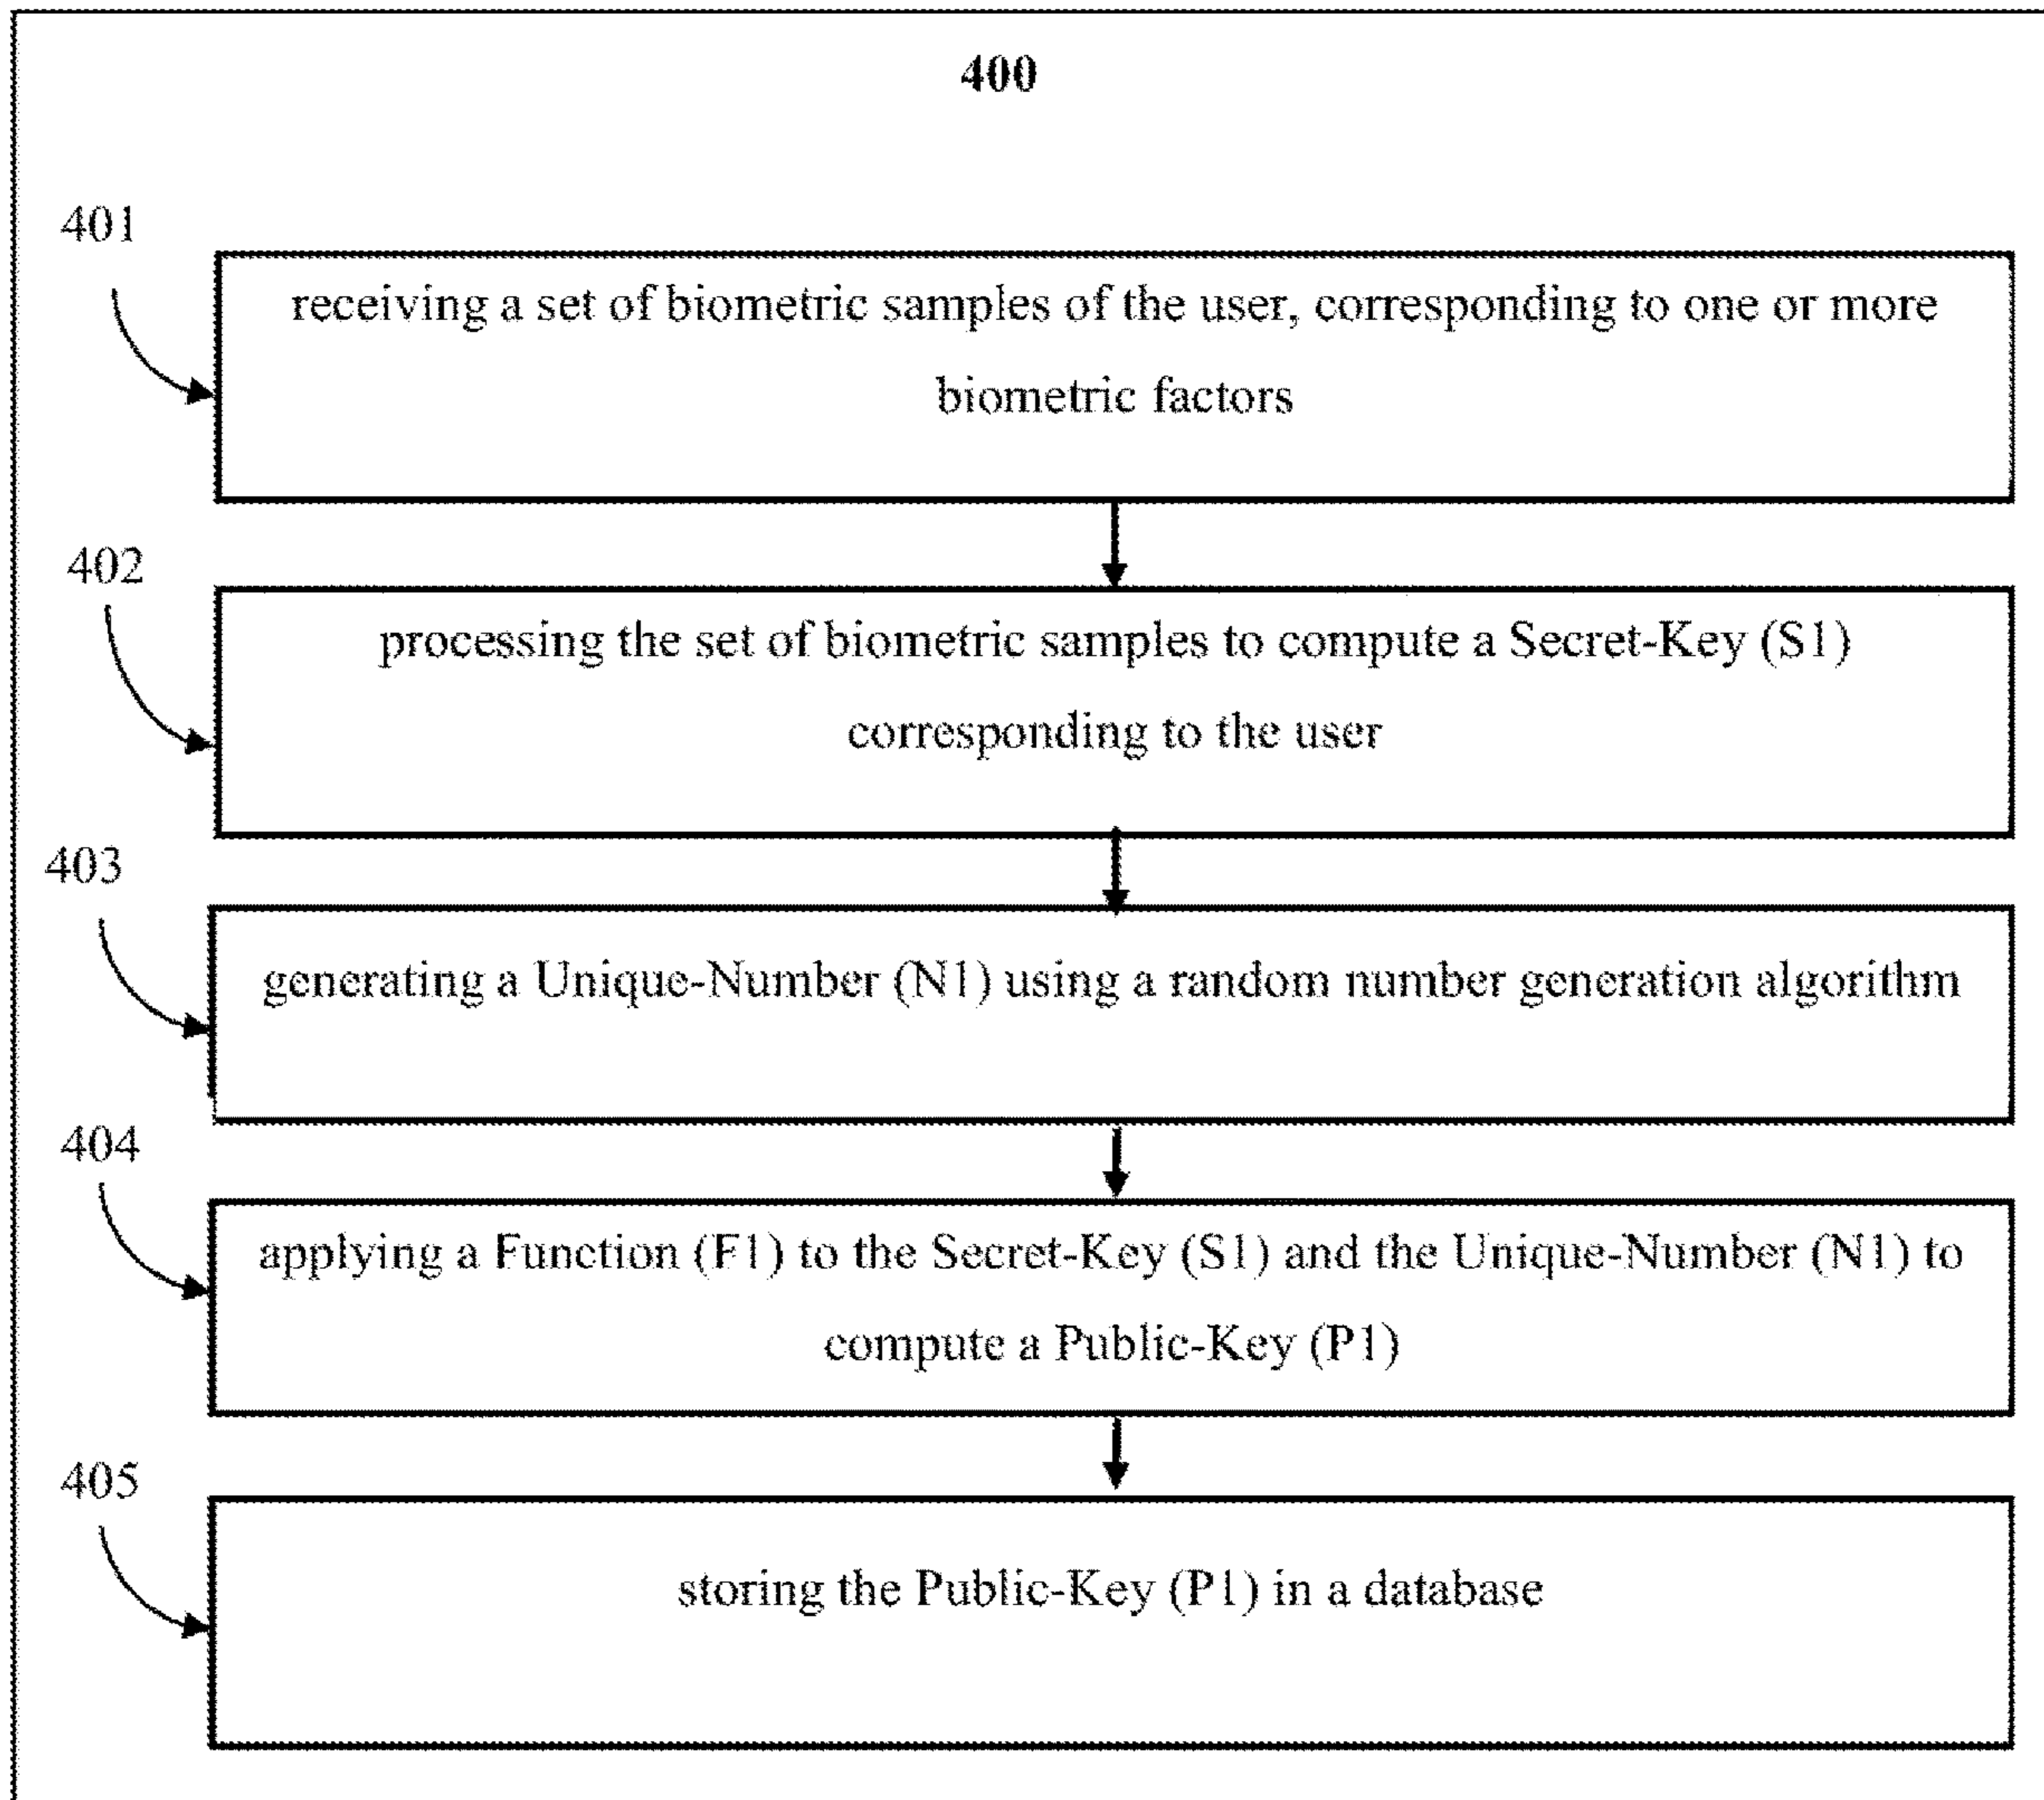 400
401
receiving a set of biometric samples of the user, corresponding to one or more
biometric factors
402
processing the set of biometric samples to compute a Secret-Key (S1)
corresponding to the user
403
generating a Unique-Number (N1) using a random number generation algorithm
404
applying a Function (F1) to the Secret-Key (S1) and the Unique-Number (N1) to
compute a Public-Key (P1)
405
storing the Public-Key (P1) in a database